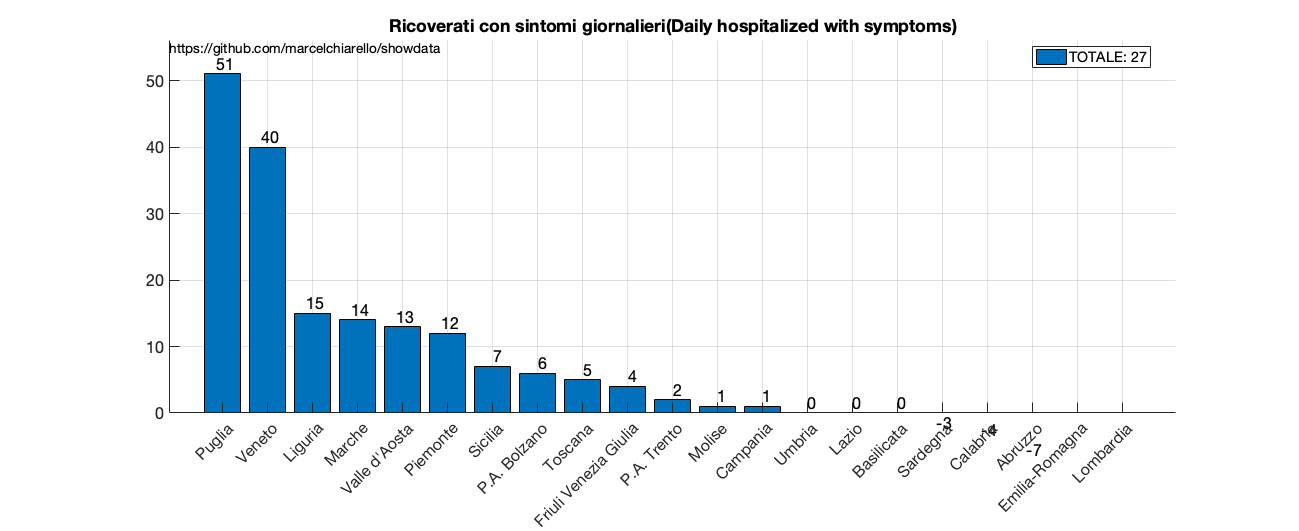 Ricoverati con sintomi giornalieri(Daily hospitalized with symptoms)
https://github.com/marcelchiarello/showdata
TOTALE: 27
50
40
30
20
10
0
51
40
15
14
13
12
7
6
5
4
2
1
1
0
0
0
-3
-4
-7
Puglia
Veneto
Liguria
Marche
Valle d'Aosta
Piemonte
Sicilia
P.A. Bolzano
Toscana
Friuli Venezia Giulia
P.A. Trento
Molise
Campania
Umbria
Lazio
Basilicata
Sardegna
Calabria
Abruzzo
Emilia-Romagna
Lombardia